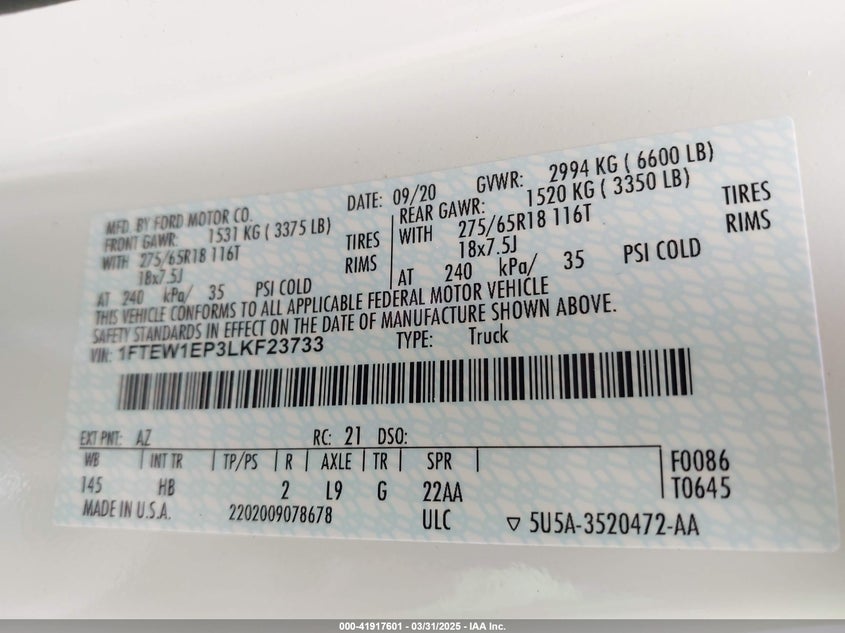 MFD. BY FORD MOTOR CO.
DATE: 09/20 GVWR: 2994 KG ( 6600 LB)
FRONT GAWR: 1531 KG ( 3375 LB)
WITH 275/65R18 116T TIRES
18x7.5J RIMS
AT 240 kPa/ 35 PSI COLD
REAR GAWR: 1520 KG ( 3350 LB)
WITH 275/65R18 116T TIRES
18x7.5J RIMS
AT 240 kPa/ 35 PSI COLD
THIS VEHICLE CONFORMS TO ALL APPLICABLE FEDERAL MOTOR VEHICLE
SAFETY STANDARDS IN EFFECT ON THE DATE OF MANUFACTURE SHOWN ABOVE.
VIN: 1FTEW1EP3LKF23733 TYPE: Truck
EXT PNT: AZ RC: 21 DSO:
WB INT TR TP/PS R AXLE TR SPR F0086
145 HB 2 L9 G 22AA T0645
MADE IN U.S.A. 2202009078678 ULC ▽ 5U5A-3520472-AA
000-41917601 - 03/31/2025 - IAA Inc.